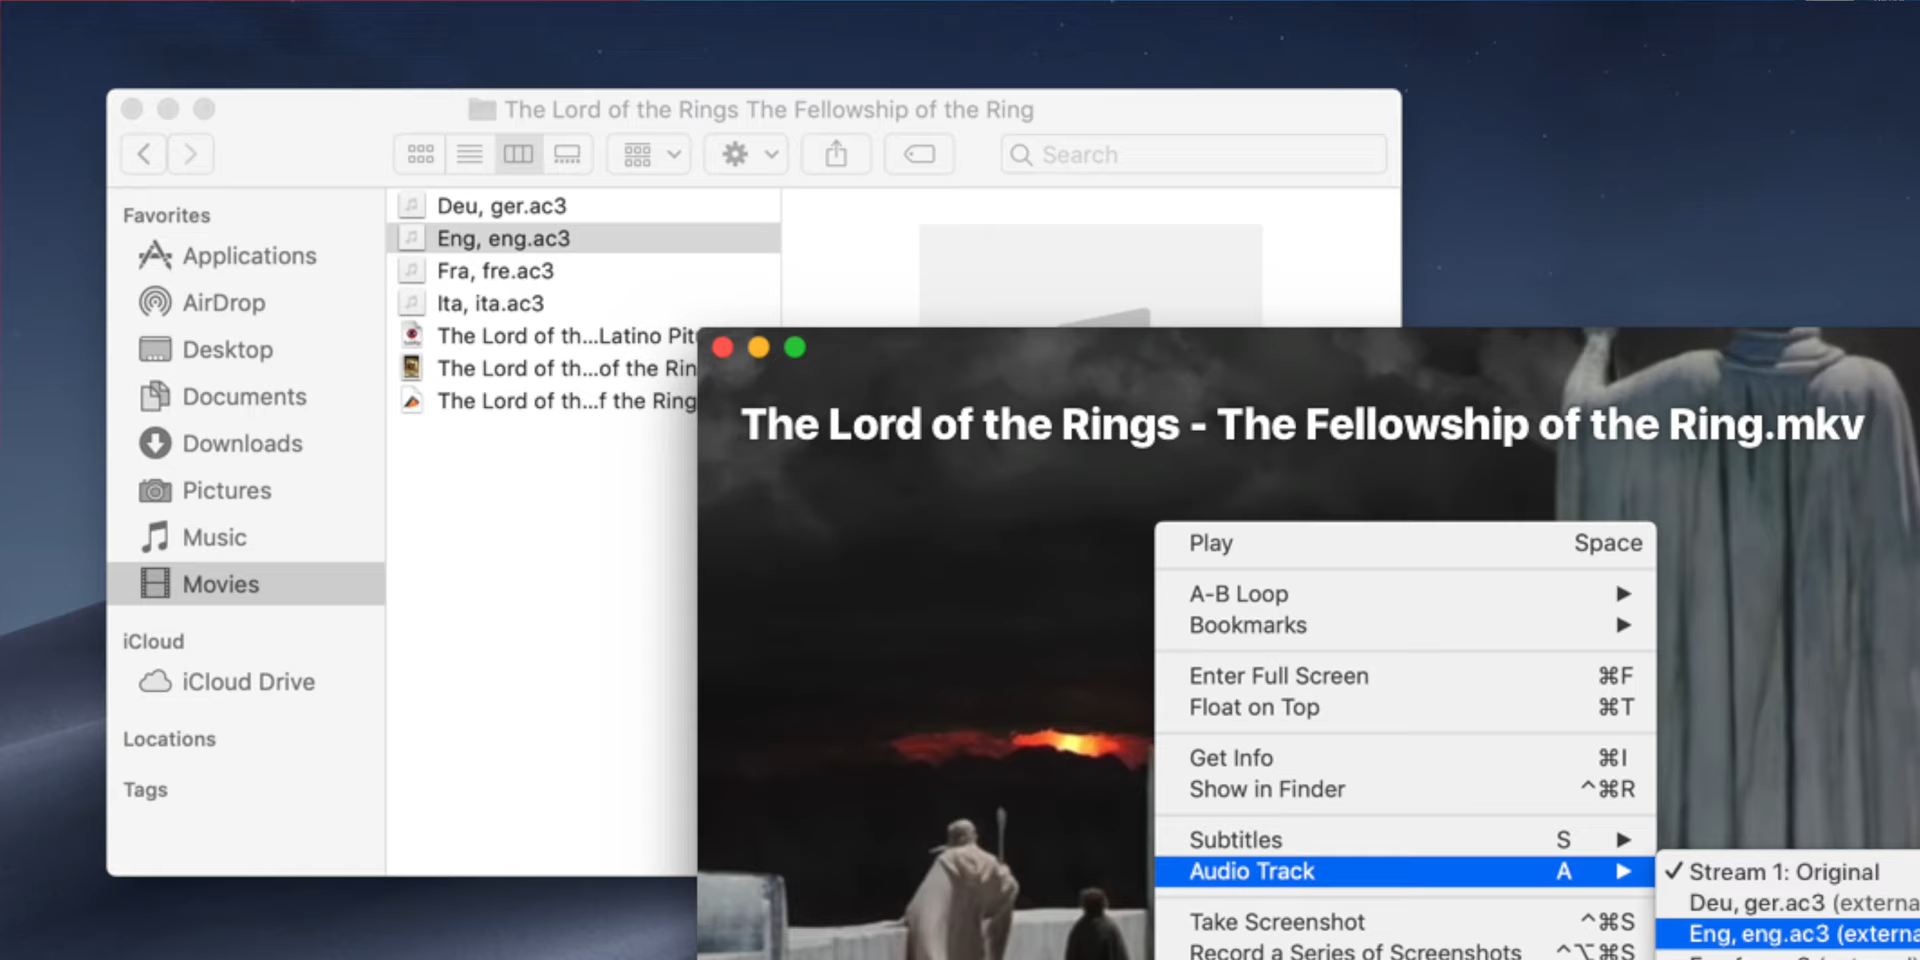 The Lord of the Rings The Fellowship of the Ring
Search
Favorites
Applications
AirDrop
Desktop
Documents
Downloads
Pictures
Music
Movies
iCloud
iCloud Drive
Locations
Tags
Deu, ger.ac3
Eng, eng.ac3
Fra, fre.ac3
Ita, ita.ac3
The Lord of th...Latino Pit
The Lord of th...of the Rin
The Lord of th...f the Ring
The Lord of the Rings - The Fellowship of the Ring.mkv
Play Space
A-B Loop
Bookmarks
Enter Full Screen ⌘F
Float on Top ⌘T
Get Info ⌘I
Show in Finder ^⌘R
Subtitles S
Audio Track A
Take Screenshot ^⌘S
Record a Series of Screenshots ^⌥⌘S
✓ Stream 1: Original
Deu, ger.ac3 (externa
Eng, eng.ac3 (externa